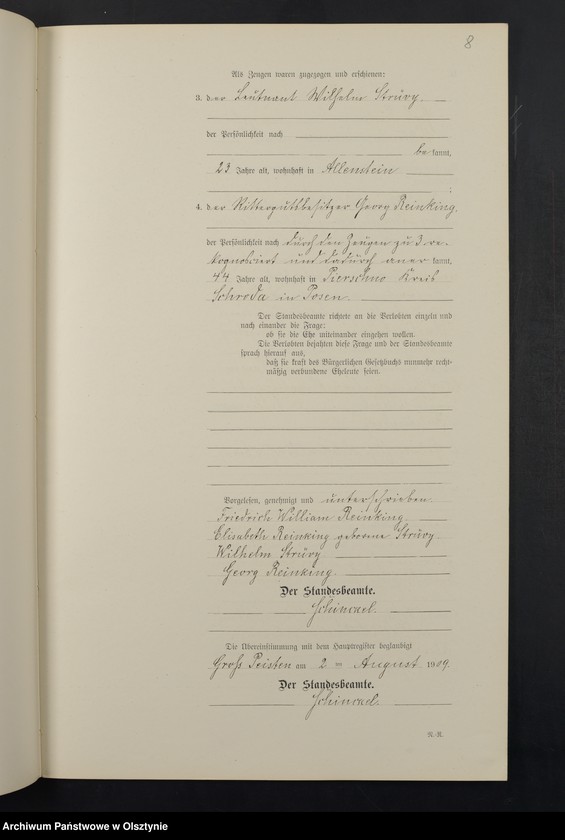 8
Als Zeugen waren zugezogen und erschienen:
3. der Leutnant Wilhelm Strüvy
der Persönlichkeit nach
be kannt,
23 Jahre alt, wohnhaft in Allenstein
;
4. der Rittergutsbesitzer Georg Reinking,
der Persönlichkeit nach durch den Zeugen zu 3 re-
kognosziert und dadurch aner kannt,
44 Jahre alt, wohnhaft in Pierschno Kreis
Schroda in Posen.
Der Standesbeamte richtete an die Verlobten einzeln und
nach einander die Frage:
ob sie die Ehe miteinander eingehen wollen.
Die Verlobten bejahten diese Frage und der Standesbeamte
sprach hierauf aus,
daß sie kraft des Bürgerlichen Gesetzbuchs nunmehr recht-
mäßig verbundene Eheleute seien.
Vorgelesen, genehmigt und unterschrieben
Friedrich William Reinking
Elisabeth Reinking geborene Strüvy.
Wilhelm Strüvy
Georg Reinking.
Der Standesbeamte.
Die Übereinstimmung mit dem Hauptregister beglaubigt
Gross Peisten am 2 ten August 1909.
Der Standesbeamte.
N.-R.
Archiwum Państwowe w Olsztynie